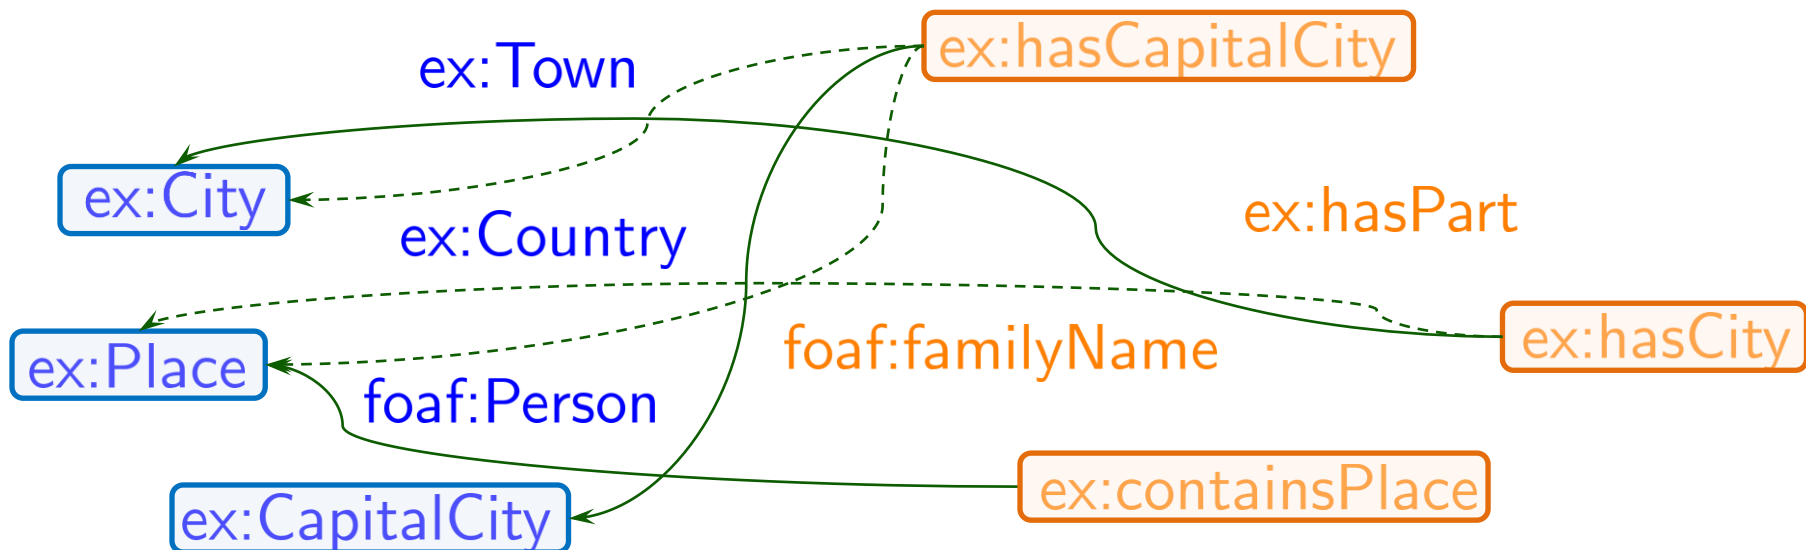 ex:hasCapitalCity
ex:Town
ex:City
ex:hasPart
ex:Country
ex:hasCity
foaf:familyName
ex:Place
foaf:Person
ex:containsPlace
ex:CapitalCity